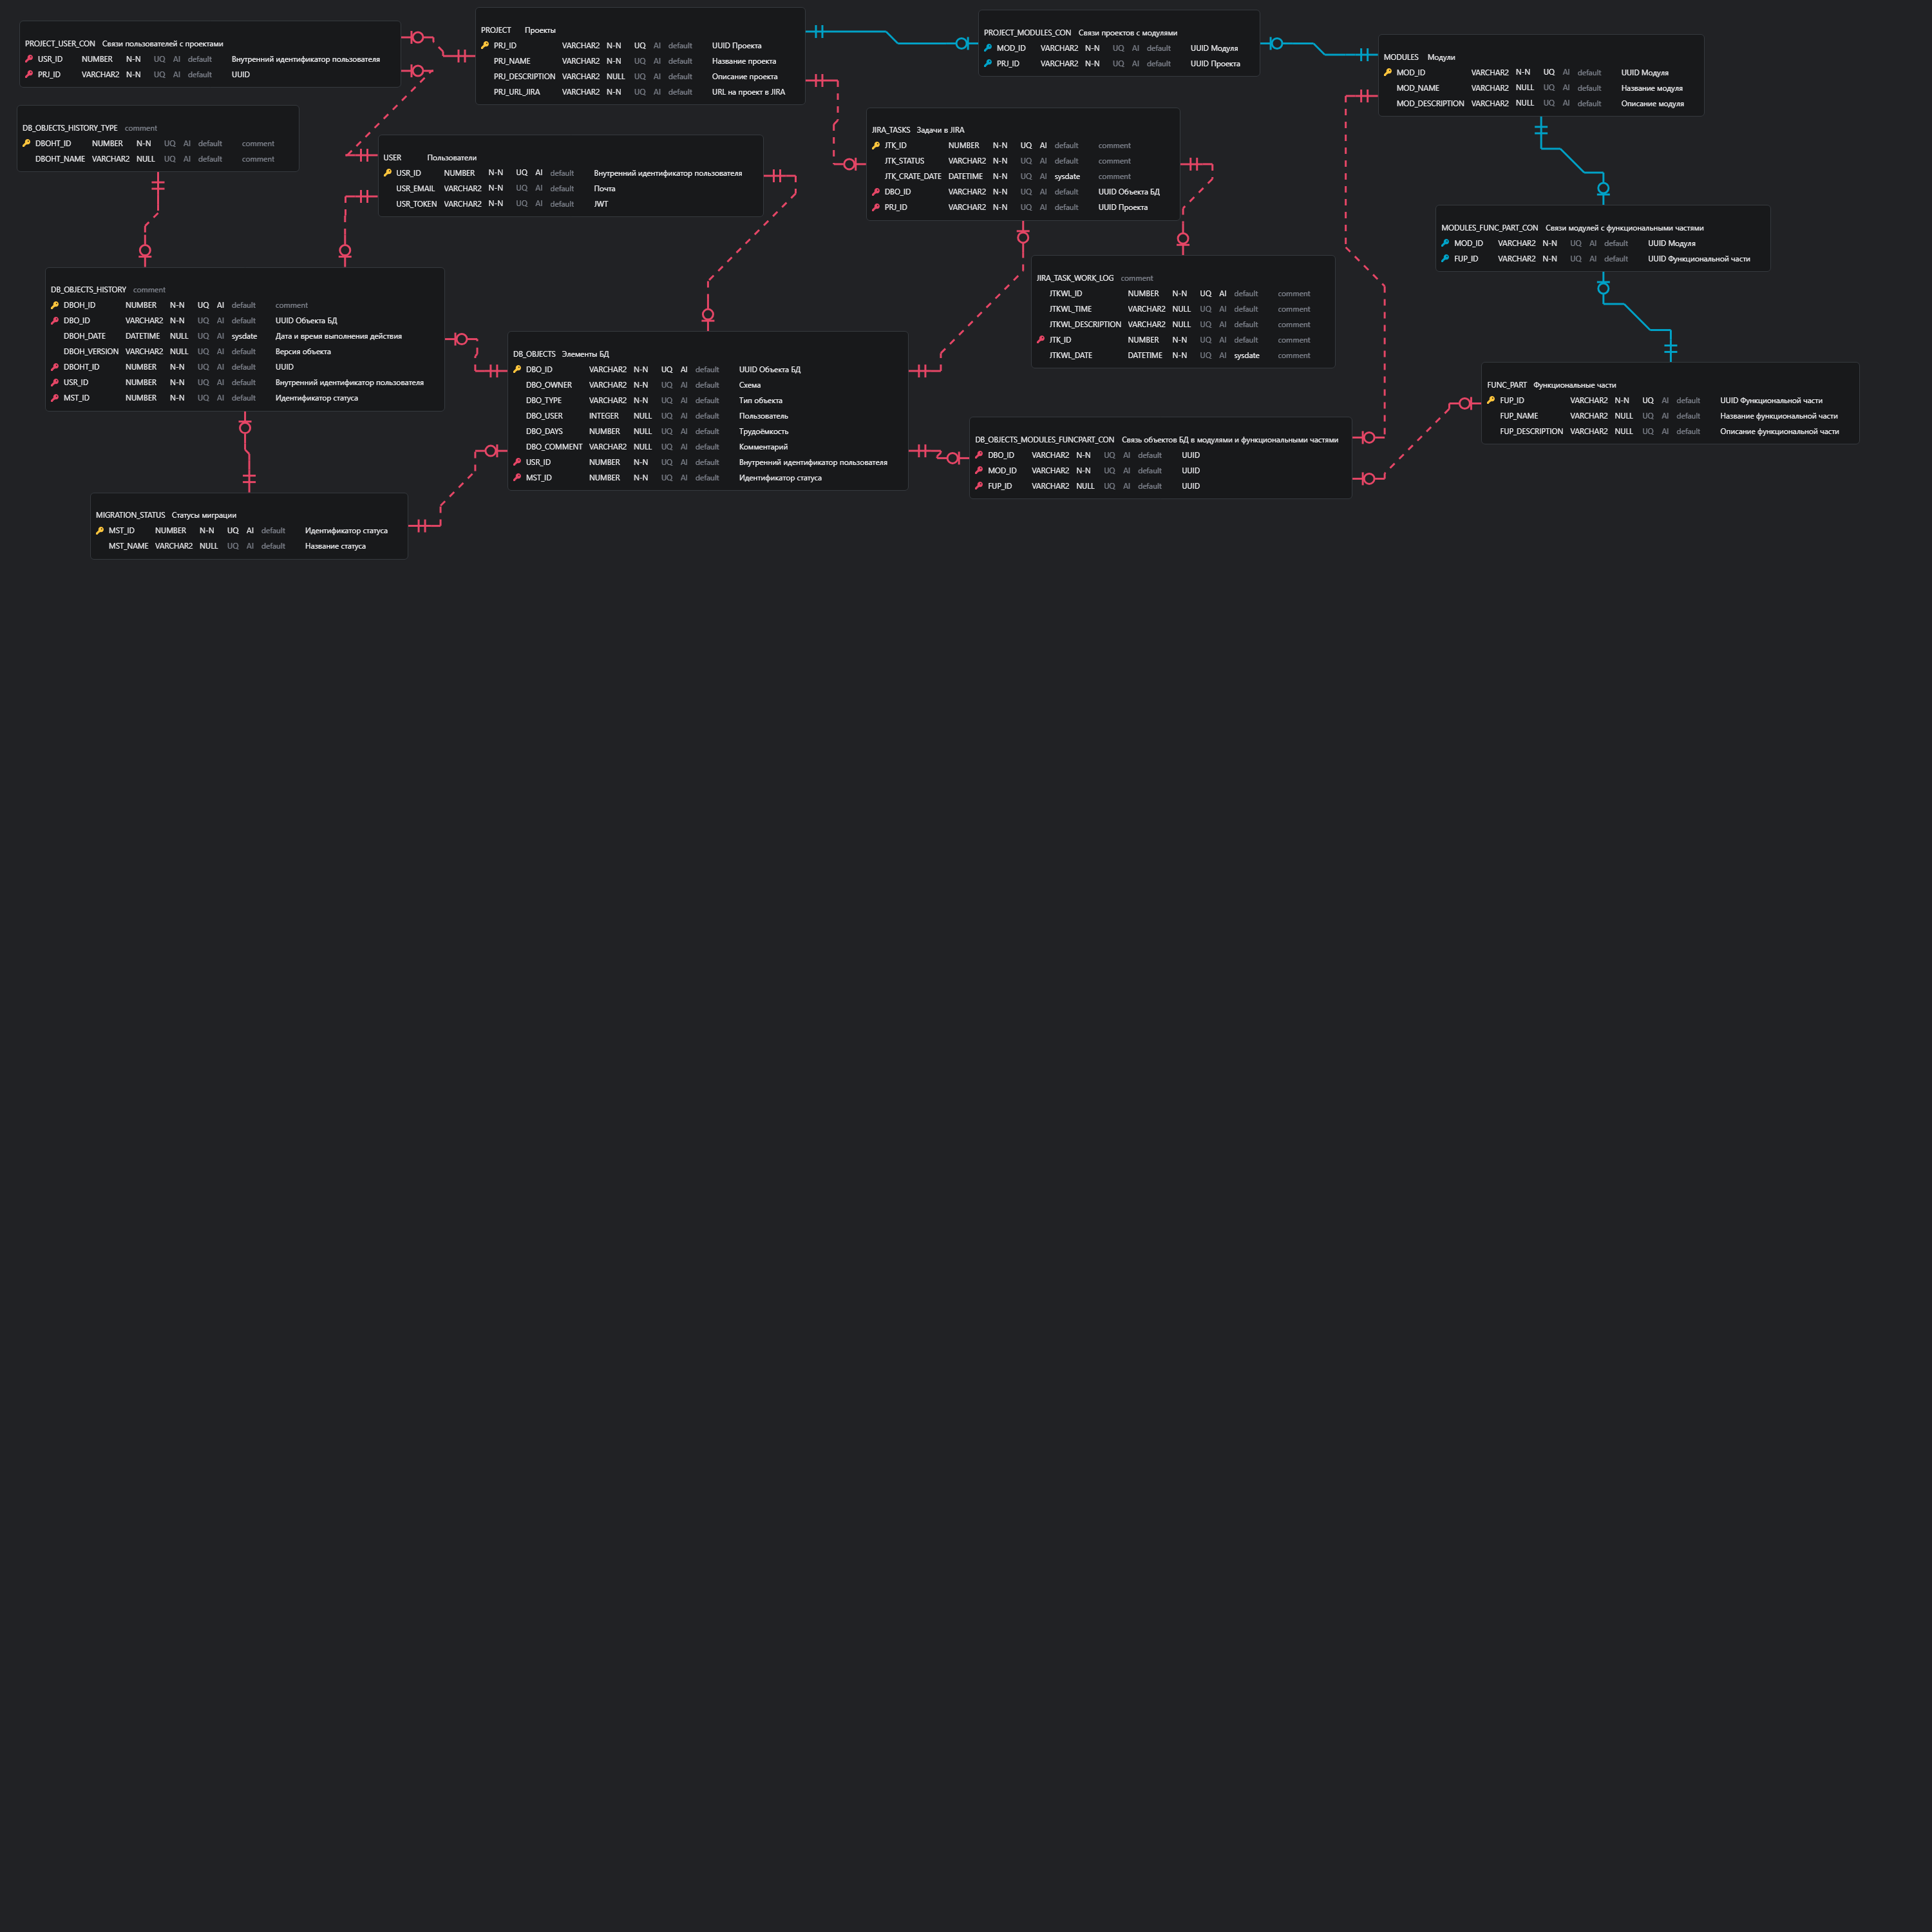 PROJECT_USER_CON Связи пользователей с проектами
USR_ID NUMBER N-N UQ AI default Внутренний идентификатор пользователя
PRJ_ID VARCHAR2 N-N UQ AI default UUID
PROJECT Проекты
PRJ_ID VARCHAR2 N-N UQ AI default UUID Проекта
PRJ_NAME VARCHAR2 N-N UQ AI default Название проекта
PRJ_DESCRIPTION VARCHAR2 NULL UQ AI default Описание проекта
PRJ_URL_JIRA VARCHAR2 N-N UQ AI default URL на проект в JIRA
PROJECT_MODULES_CON Связи проектов с модулями
MOD_ID VARCHAR2 N-N UQ AI default UUID Модуля
PRJ_ID VARCHAR2 N-N UQ AI default UUID Проекта
MODULES Модули
MOD_ID VARCHAR2 N-N UQ AI default UUID Модуля
MOD_NAME VARCHAR2 NULL UQ AI default Название модуля
MOD_DESCRIPTION VARCHAR2 NULL UQ AI default Описание модуля
DB_OBJECTS_HISTORY_TYPE comment
DBOHT_ID NUMBER N-N UQ AI default comment
DBOHT_NAME VARCHAR2 NULL UQ AI default comment
USER Пользователи
USR_ID NUMBER N-N UQ AI default Внутренний идентификатор пользователя
USR_EMAIL VARCHAR2 N-N UQ AI default Почта
USR_TOKEN VARCHAR2 N-N UQ AI default JWT
JIRA_TASKS Задачи в JIRA
JTK_ID NUMBER N-N UQ AI default comment
JTK_STATUS VARCHAR2 N-N UQ AI default comment
JTK_CRATE_DATE DATETIME N-N UQ AI sysdate comment
DBO_ID VARCHAR2 N-N UQ AI default UUID Объекта БД
PRJ_ID VARCHAR2 N-N UQ AI default UUID Проекта
MODULES_FUNC_PART_CON Связи модулей с функциональными частями
MOD_ID VARCHAR2 N-N UQ AI default UUID Модуля
FUP_ID VARCHAR2 N-N UQ AI default UUID Функциональной части
DB_OBJECTS_HISTORY comment
DBOH_ID NUMBER N-N UQ AI default comment
DBO_ID VARCHAR2 N-N UQ AI default UUID Объекта БД
DBOH_DATE DATETIME NULL UQ AI sysdate Дата и время выполнения действия
DBOH_VERSION VARCHAR2 NULL UQ AI default Версия объекта
DBOHT_ID NUMBER N-N UQ AI default UUID
USR_ID NUMBER N-N UQ AI default Внутренний идентификатор пользователя
MST_ID NUMBER N-N UQ AI default Идентификатор статуса
JIRA_TASK_WORK_LOG comment
JTKWL_ID NUMBER N-N UQ AI default comment
JTKWL_TIME VARCHAR2 NULL UQ AI default comment
JTKWL_DESCRIPTION VARCHAR2 NULL UQ AI default comment
JTK_ID NUMBER N-N UQ AI default comment
JTKWL_DATE DATETIME N-N UQ AI sysdate comment
DB_OBJECTS Элементы БД
DBO_ID VARCHAR2 N-N UQ AI default UUID Объекта БД
DBO_OWNER VARCHAR2 N-N UQ AI default Схема
DBO_TYPE VARCHAR2 N-N UQ AI default Тип объекта
DBO_USER INTEGER NULL UQ AI default Пользователь
DBO_DAYS NUMBER NULL UQ AI default Трудоёмкость
DBO_COMMENT VARCHAR2 NULL UQ AI default Комментарий
USR_ID NUMBER N-N UQ AI default Внутренний идентификатор пользователя
MST_ID NUMBER N-N UQ AI default Идентификатор статуса
FUNC_PART Функциональные части
FUP_ID VARCHAR2 N-N UQ AI default UUID Функциональной части
FUP_NAME VARCHAR2 NULL UQ AI default Название функциональной части
FUP_DESCRIPTION VARCHAR2 NULL UQ AI default Описание функциональной части
DB_OBJECTS_MODULES_FUNCPART_CON Связь объектов БД в модулями и функциональными частями
DBO_ID VARCHAR2 N-N UQ AI default UUID
MOD_ID VARCHAR2 N-N UQ AI default UUID
FUP_ID VARCHAR2 NULL UQ AI default UUID
MIGRATION_STATUS Статусы миграции
MST_ID NUMBER N-N UQ AI default Идентификатор статуса
MST_NAME VARCHAR2 NULL UQ AI default Название статуса